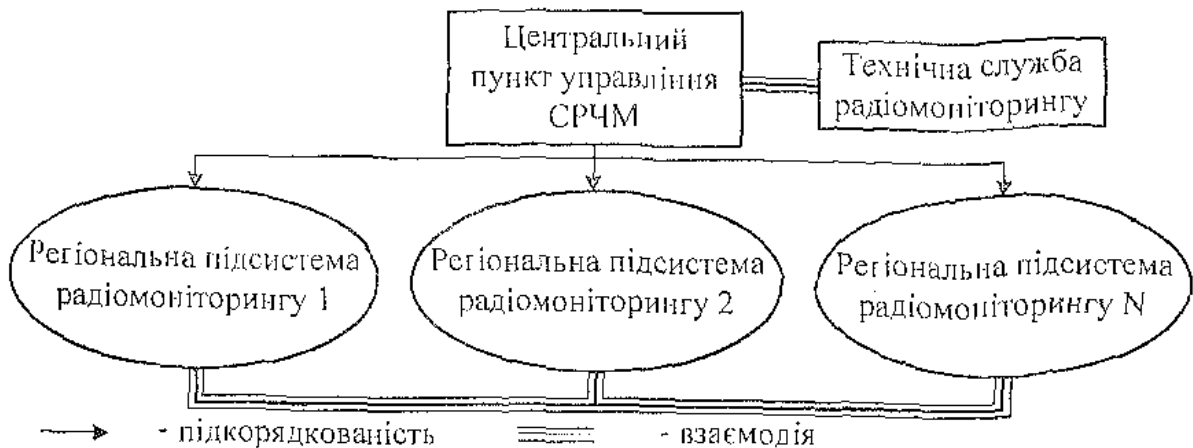 Центральний
пункт управління
СРЧМ
Технічна служба
радіомоніторингу
Регіональна підсистема
радіомоніторингу 1
Регіональна підсистема
радіомоніторингу 2
Регіональна підсистема
радіомоніторингу N
- підкорядкованість
- взаємодія